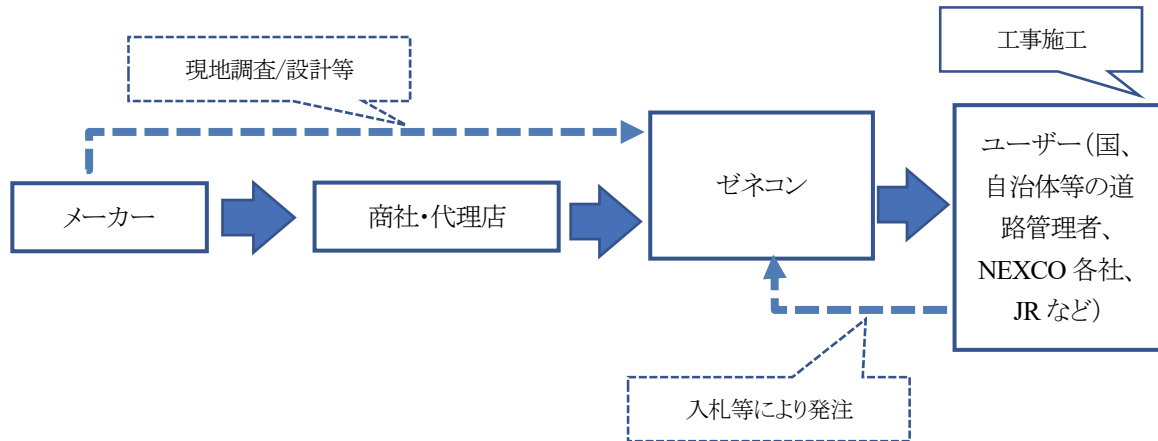 工事施工
現地調査/設計等
メーカー
商社・代理店
ゼネコン
ユーザー(国、
自治体等の道
路管理者、
NEXCO 各社、
JR など)
入札等により発注